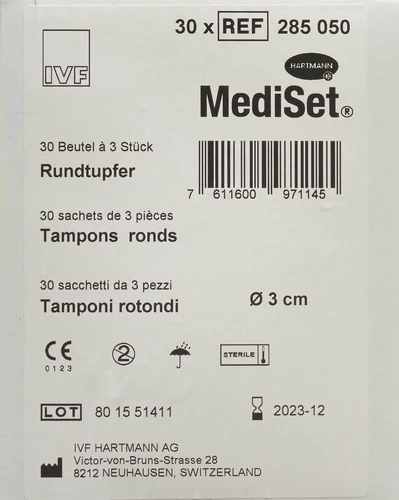 30 x REF 285 050
IVF
HARTMANN
MediSet®
30 Beutel à 3 Stück
Rundtupfer
7 611600 971145
30 sachets de 3 pièces
Tampons ronds
30 sacchetti da 3 pezzi
Tamponi rotondi
Ø 3 cm
CE
0123
2
STERILE
LOT 80 15 51411
2023-12
IVF HARTMANN AG
Victor-von-Bruns-Strasse 28
8212 NEUHAUSEN, SWITZERLAND